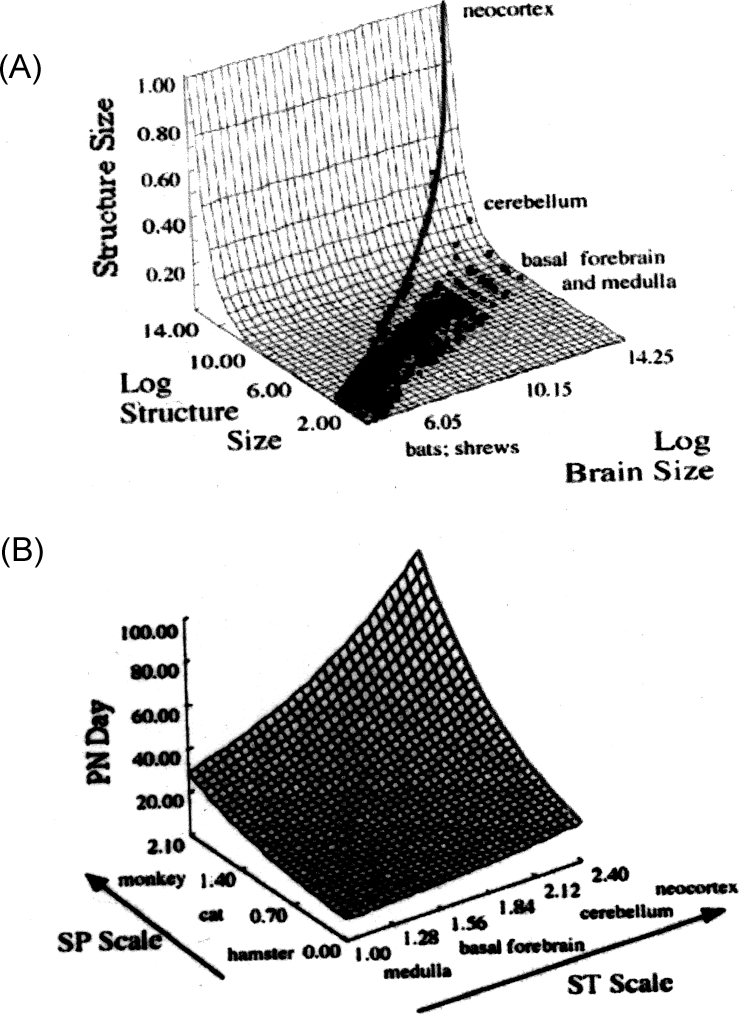 (A)
neocortex
1.00
0.80
0.60
0.40
0.20
Structure Size
cerebellum
basal forebrain
and medulla
14.00
10.00
6.00
2.00
Log
Structure
Size
6.05
10.15
14.25
bats; shrews
Log
Brain Size
(B)
100.00
80.00
60.00
40.00
20.00
PN Day
2.10
1.40
0.70
0.00
monkey
cat
hamster
SP Scale
1.00
1.28
1.56
1.84
2.12
2.40
medulla
basal forebrain
cerebellum
neocortex
ST Scale